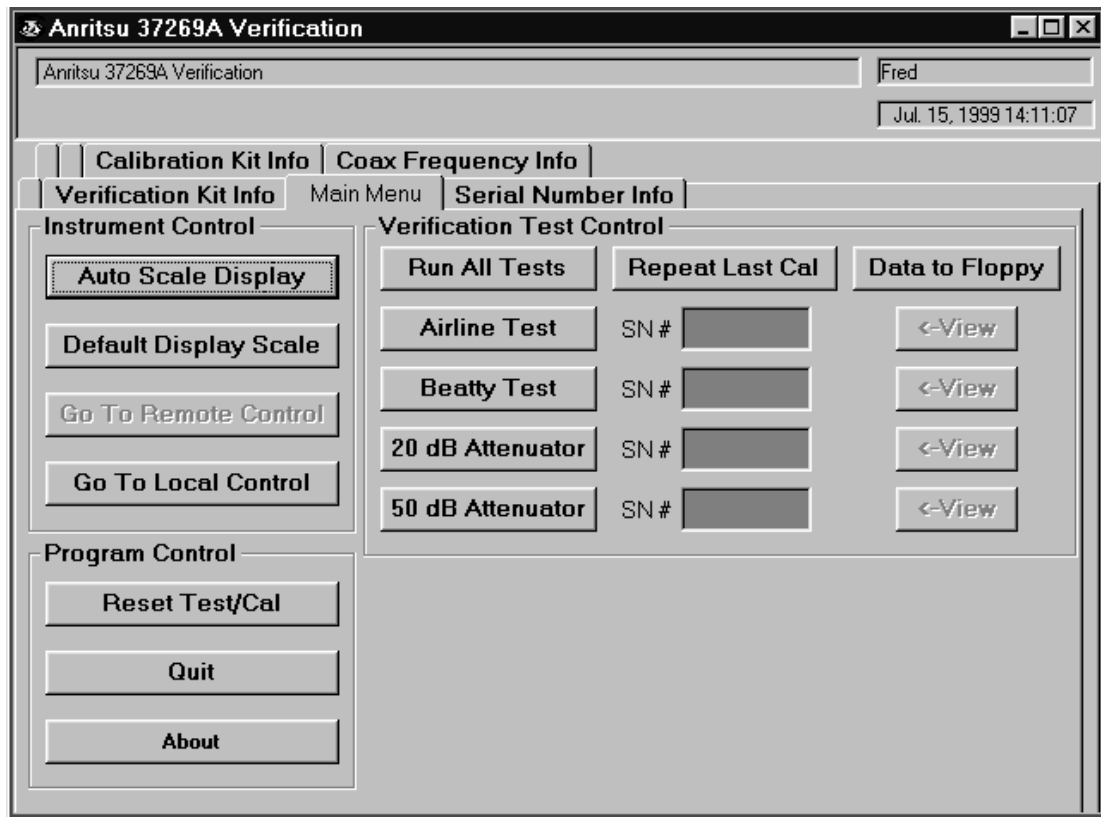 Anritsu 37269A Verification
Anritsu 37269A Verification
Fred
Jul. 15, 1999 14:11:07
Calibration Kit Info
Coax Frequency Info
Verification Kit Info
Main Menu
Serial Number Info
Instrument Control
Auto Scale Display
Default Display Scale
Go To Remote Control
Go To Local Control
Program Control
Reset Test/Cal
Quit
About
Verification Test Control
Run All Tests
Repeat Last Cal
Data to Floppy
Airline Test
SN #
<-View
Beatty Test
SN #
<-View
20 dB Attenuator
SN #
<-View
50 dB Attenuator
SN #
<-View